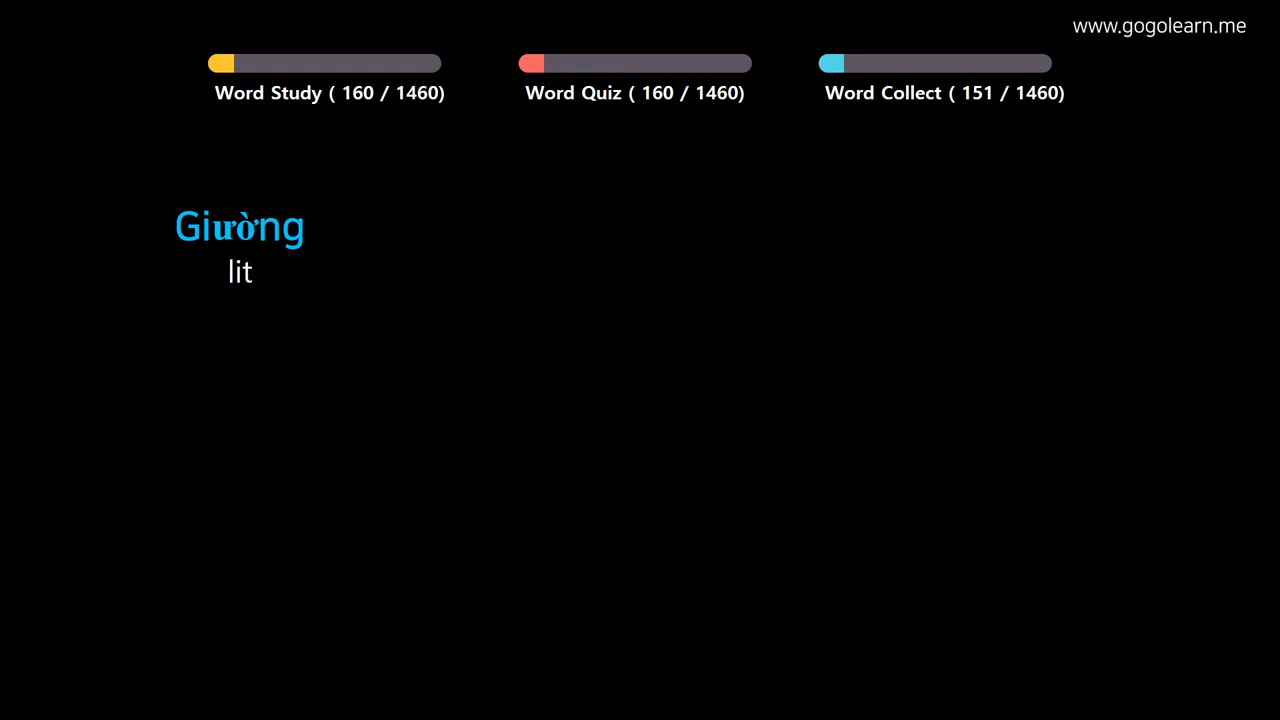 www.gogolearn.me
Word Study ( 160 / 1460)
Word Quiz ( 160 / 1460)
Word Collect ( 151 / 1460)
Giường
lit